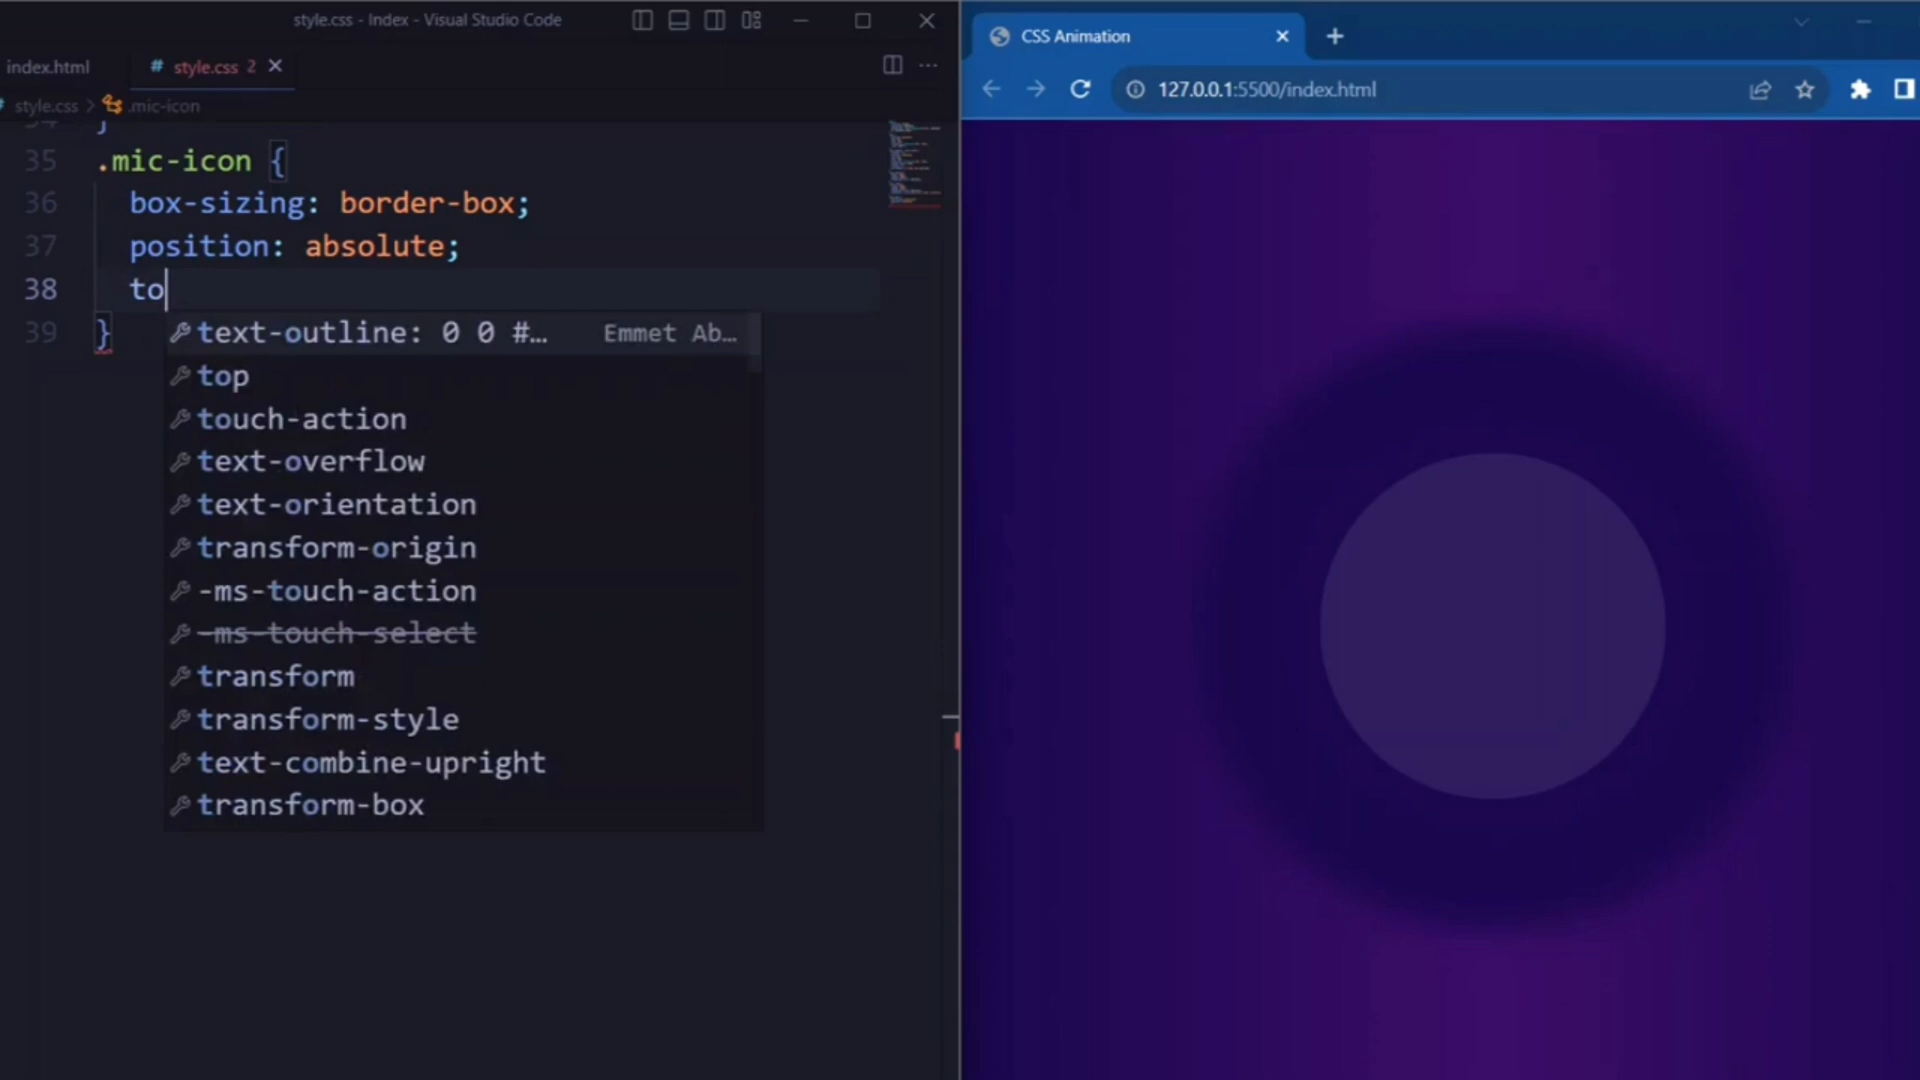 style.css - Index - Visual Studio Code
index.html
# style.css 2
style.css > .mic-icon
34 }
35 .mic-icon {
36 box-sizing: border-box;
37 position: absolute;
38 to
39 }
text-outline: 0 0 #… Emmet Ab…
top
touch-action
text-overflow
text-orientation
transform-origin
-ms-touch-action
-ms-touch-select
transform
transform-style
text-combine-upright
transform-box
CSS Animation
127.0.0.1:5500/index.html